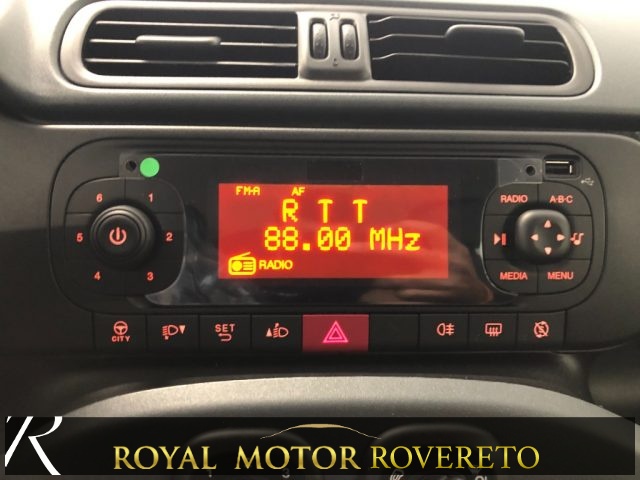 FM-A AF
R T T
88.00 MHz
RADIO
6 1
5 2
4 3
RADIO A·B·C
MEDIA MENU
CITY
SET
R ROYAL MOTOR ROVERETO